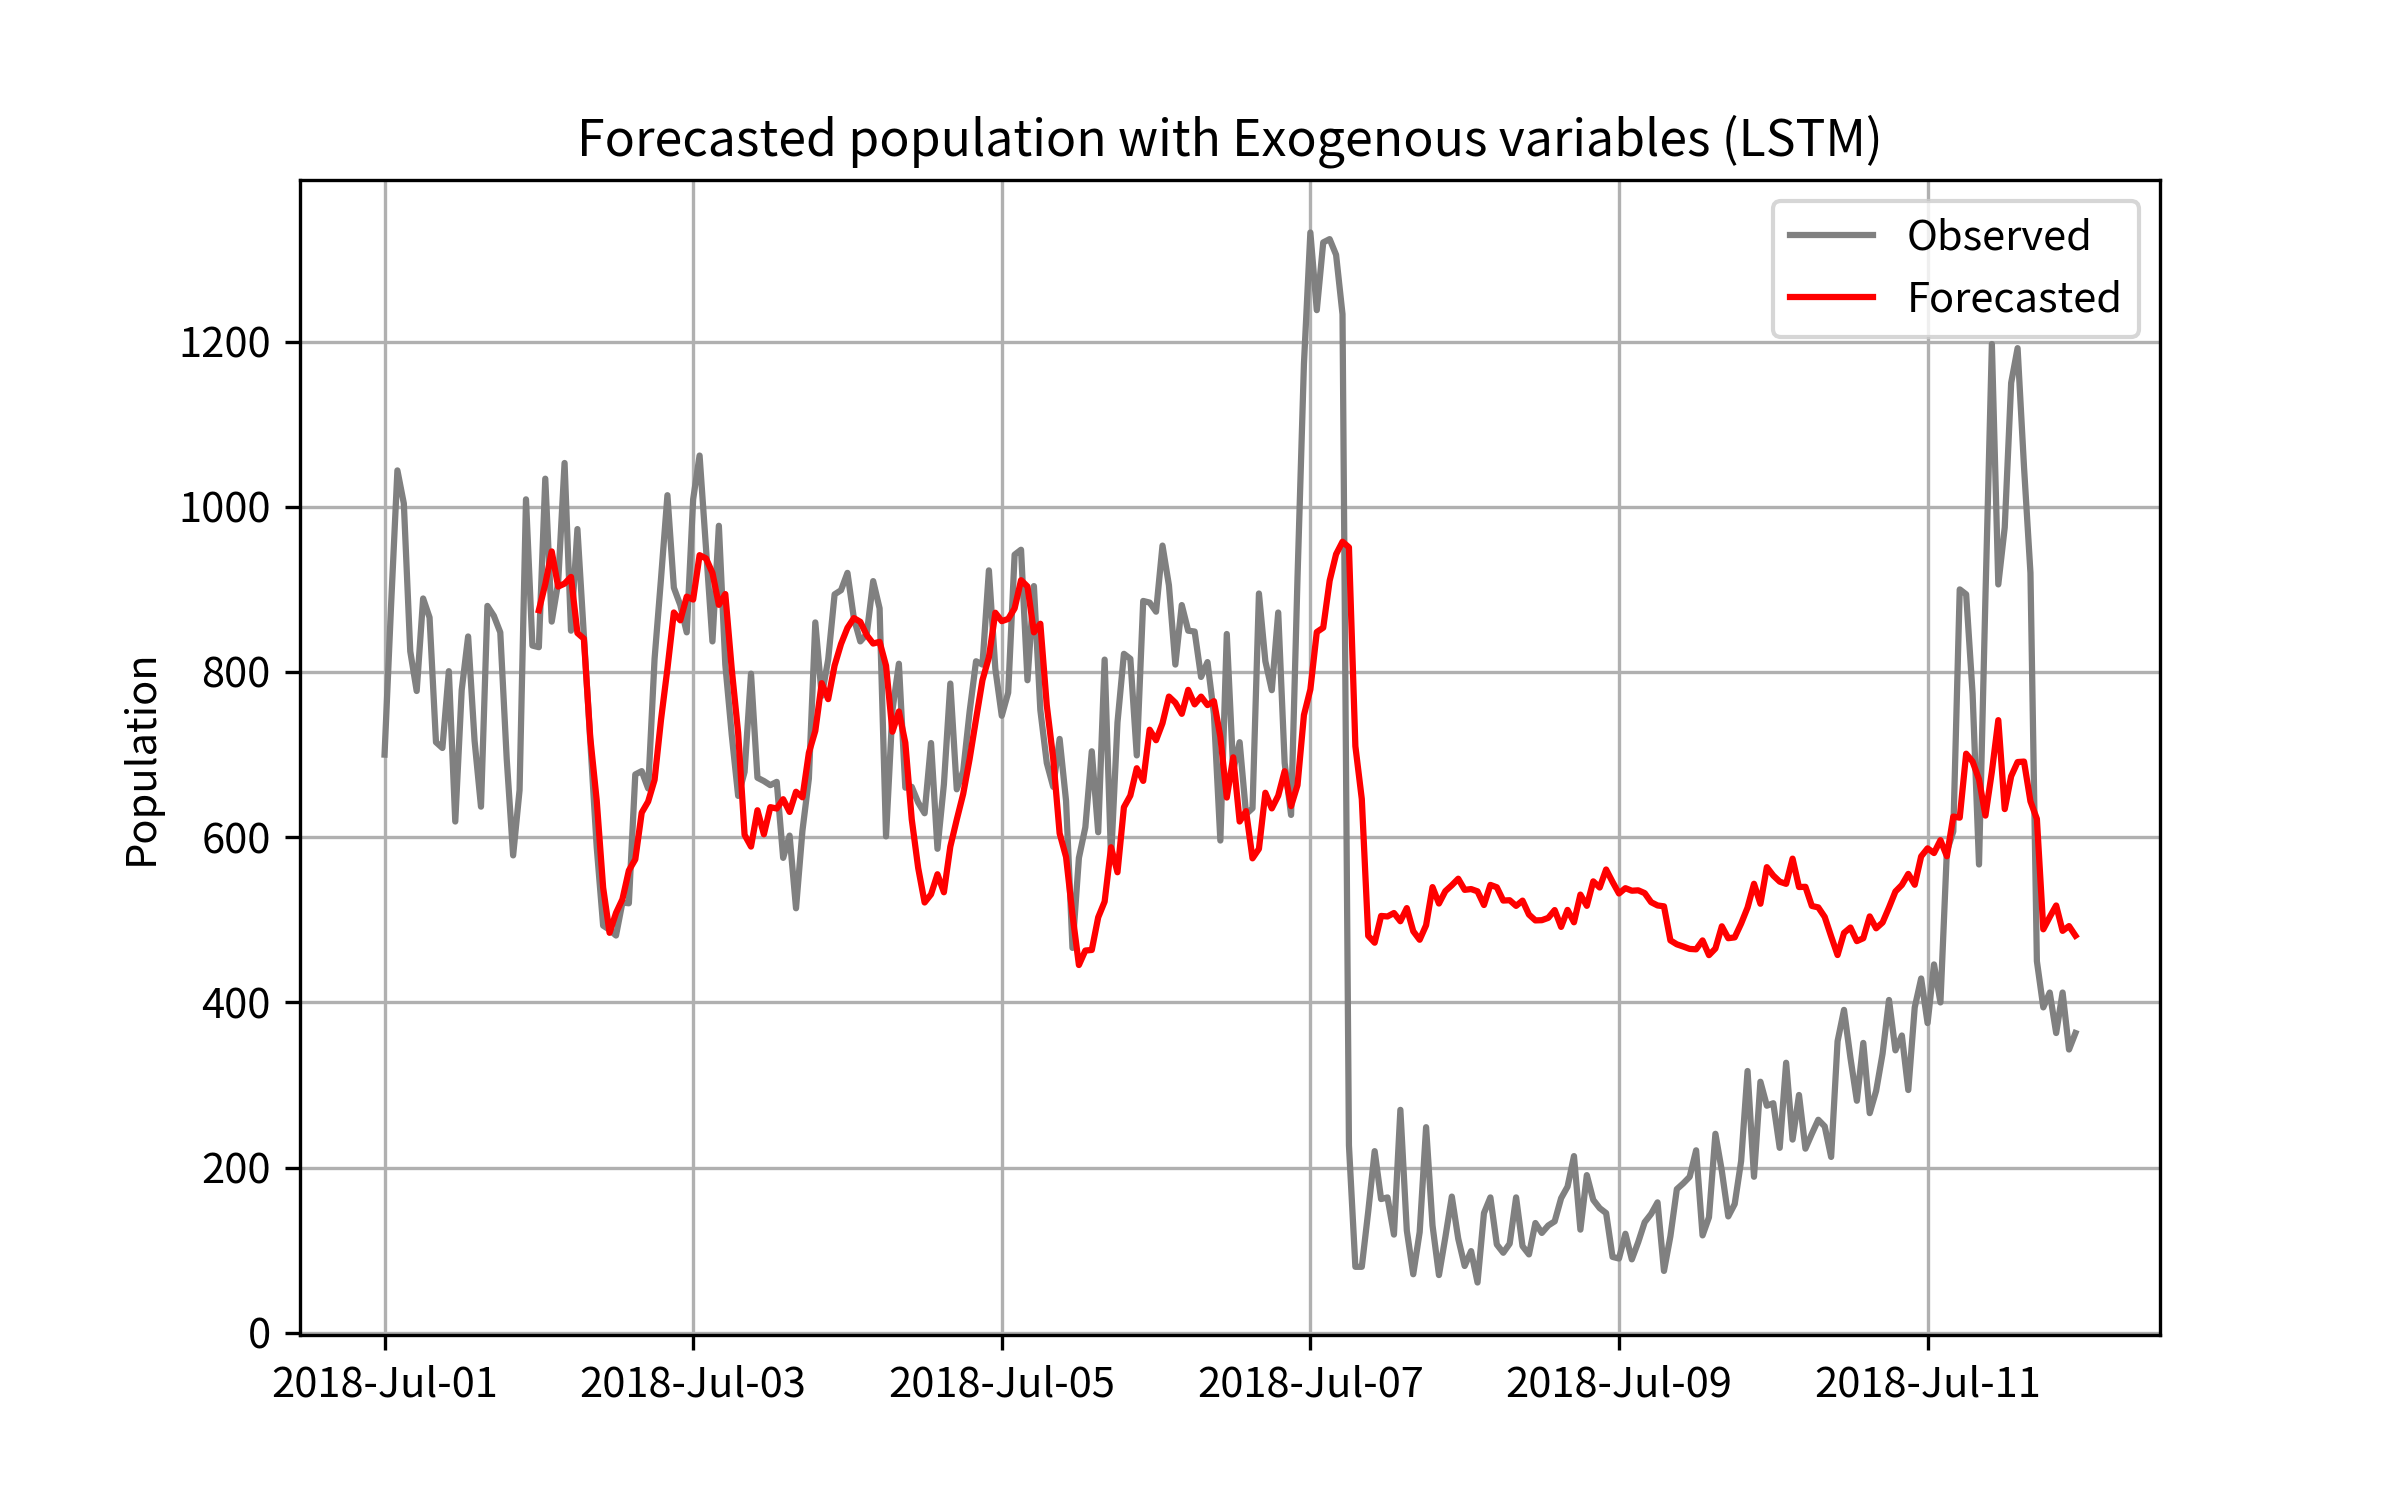 Forecasted population with Exogenous variables (LSTM)
Observed
Forecasted
Population
1200
1000
800
600
400
200
0
2018-Jul-01 2018-Jul-03 2018-Jul-05 2018-Jul-07 2018-Jul-09 2018-Jul-11